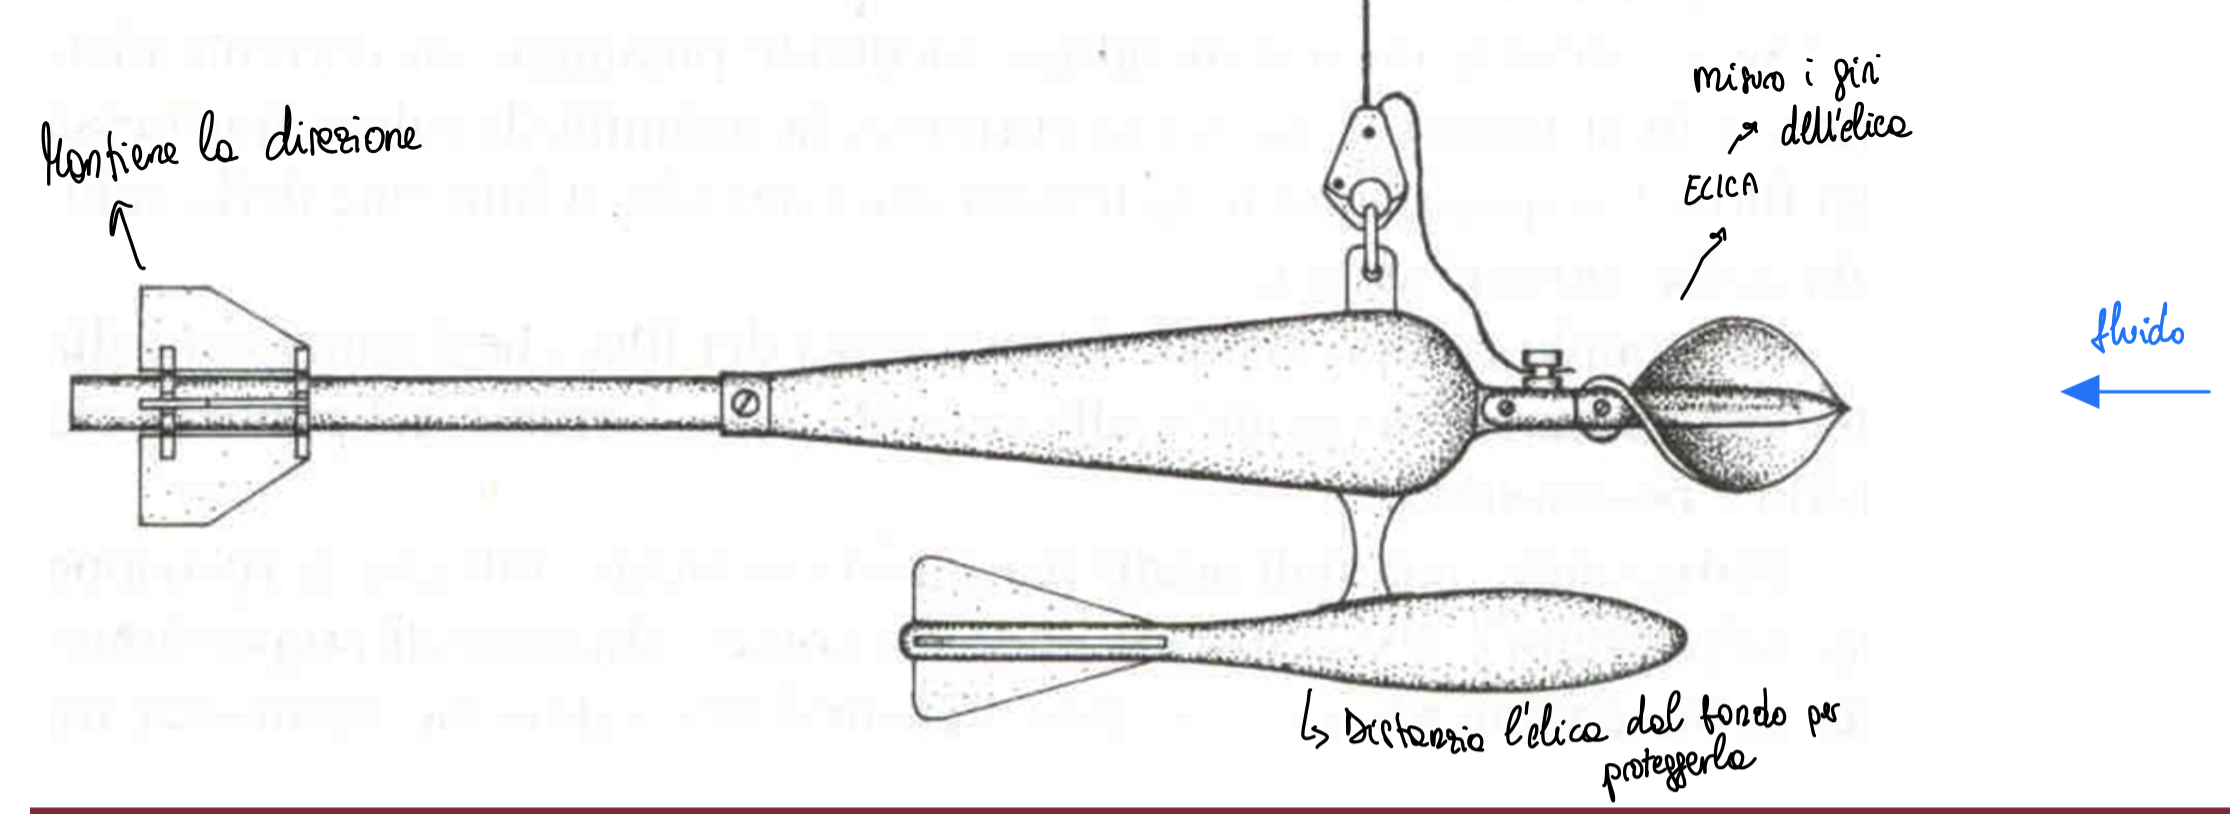 Mantiene la direzione
misuro i giri
dell'elica
ELICA
fluido
Distanzia l'elica dal fondo per
proteggerla